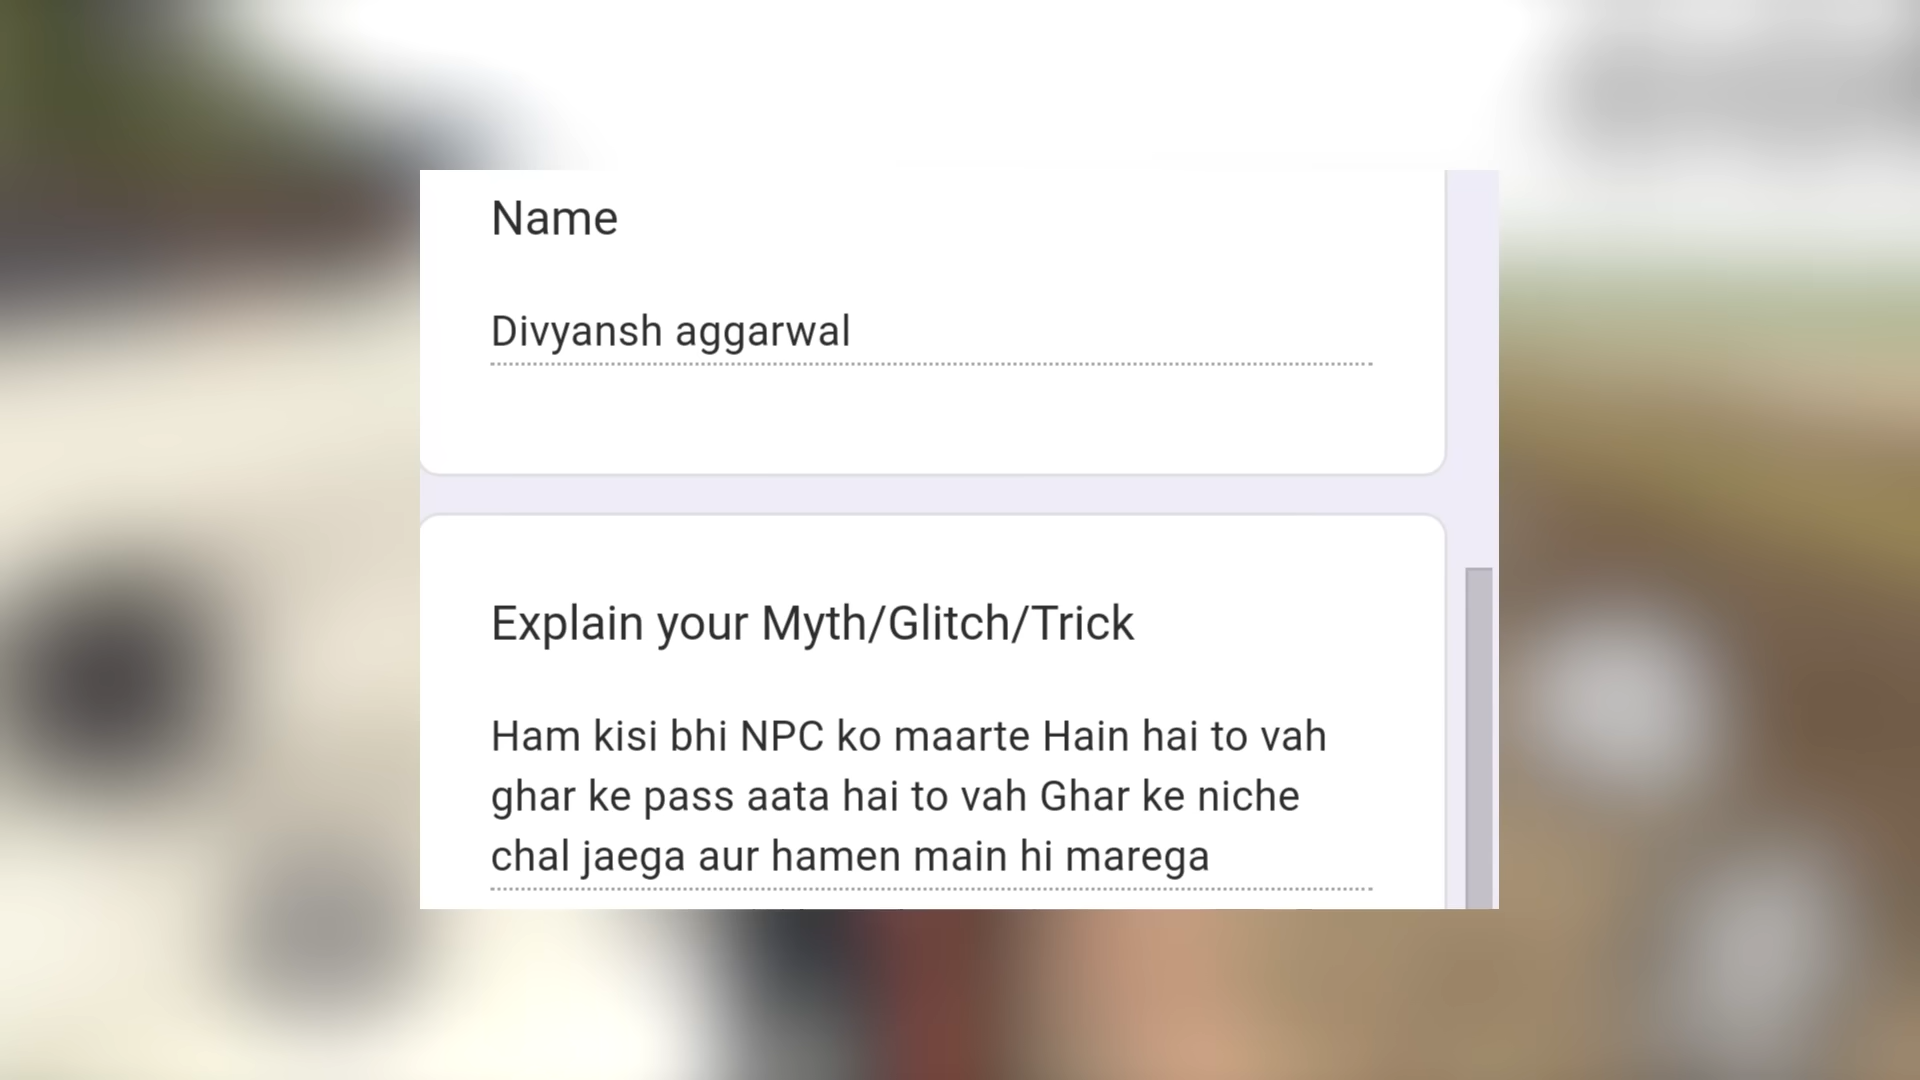 Name
Divyansh aggarwal
Explain your Myth/Glitch/Trick
Ham kisi bhi NPC ko maarte Hain hai to vah
ghar ke pass aata hai to vah Ghar ke niche
chal jaega aur hamen main hi marega